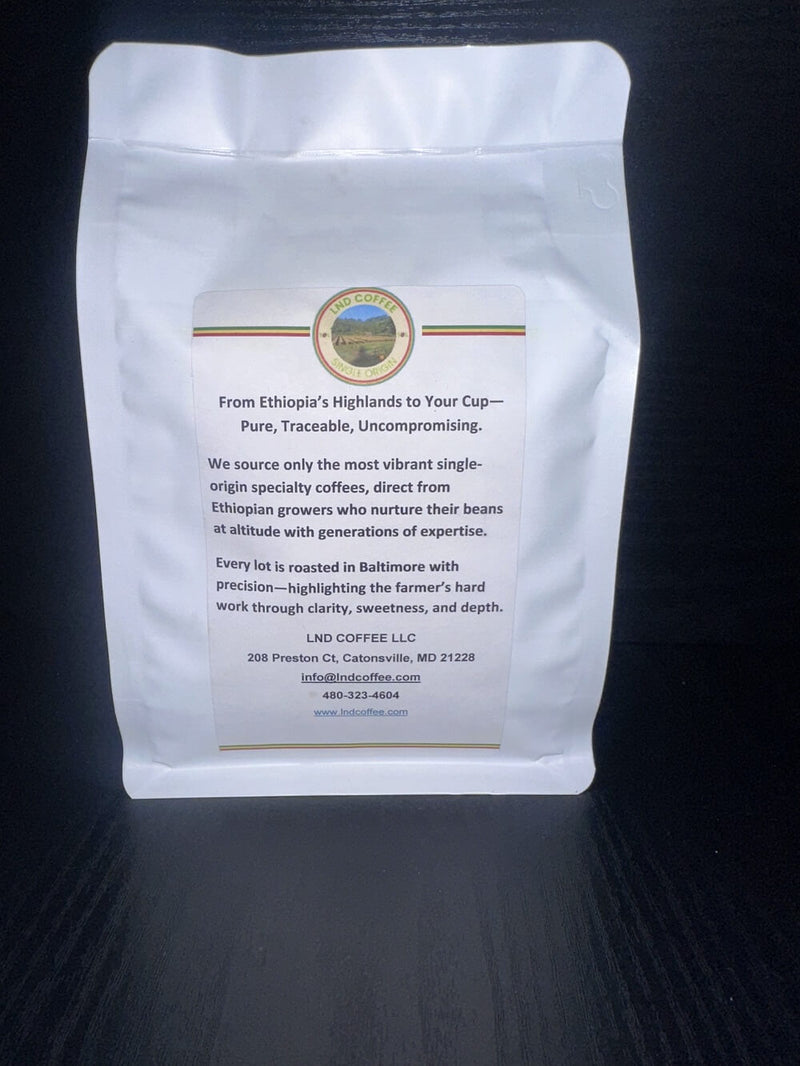 LND COFFEE
SINGLE ORIGIN
From Ethiopia’s Highlands to Your Cup—
Pure, Traceable, Uncompromising.
We source only the most vibrant single-
origin specialty coffees, direct from
Ethiopian growers who nurture their beans
at altitude with generations of expertise.
Every lot is roasted in Baltimore with
precision—highlighting the farmer’s hard
work through clarity, sweetness, and depth.
LND COFFEE LLC
208 Preston Ct, Catonsville, MD 21228
info@lndcoffee.com
480-323-4604
www.lndcoffee.com